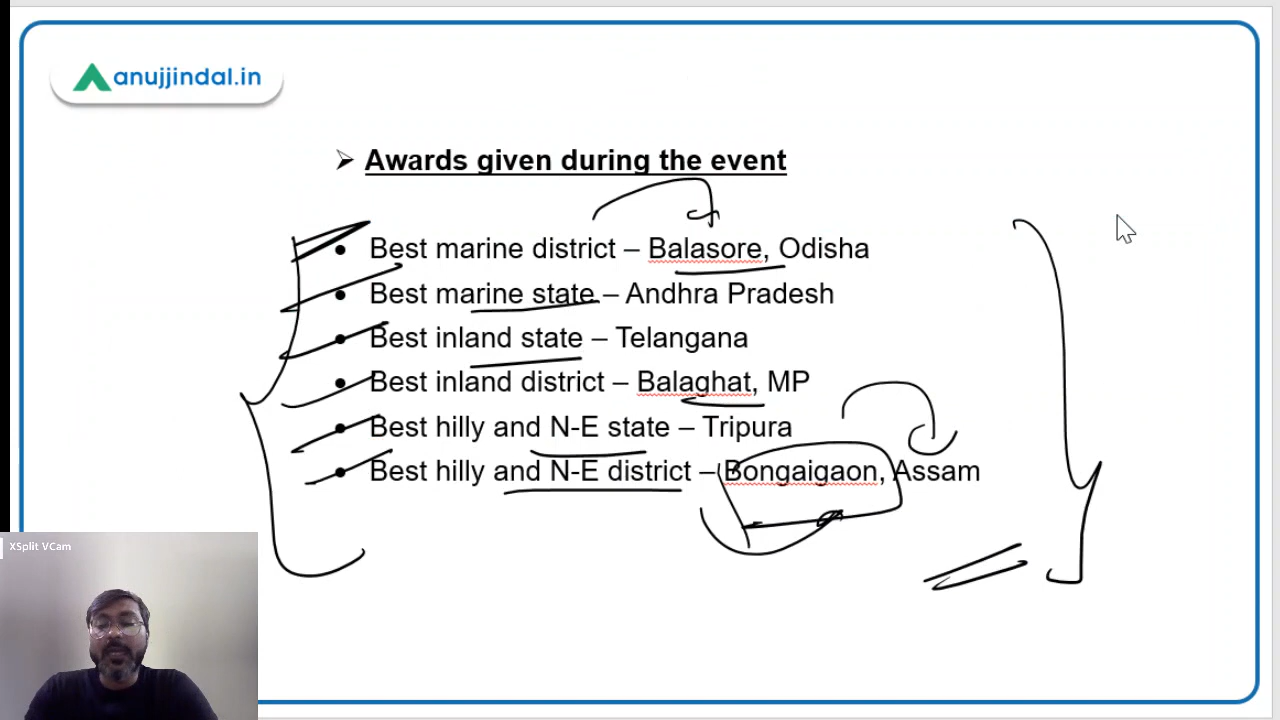 anujjindal.in
➢ Awards given during the event
• Best marine district – Balasore, Odisha
• Best marine state – Andhra Pradesh
• Best inland state – Telangana
• Best inland district – Balaghat, MP
• Best hilly and N-E state – Tripura
• Best hilly and N-E district – Bongaigaon, Assam
XSplit VCam